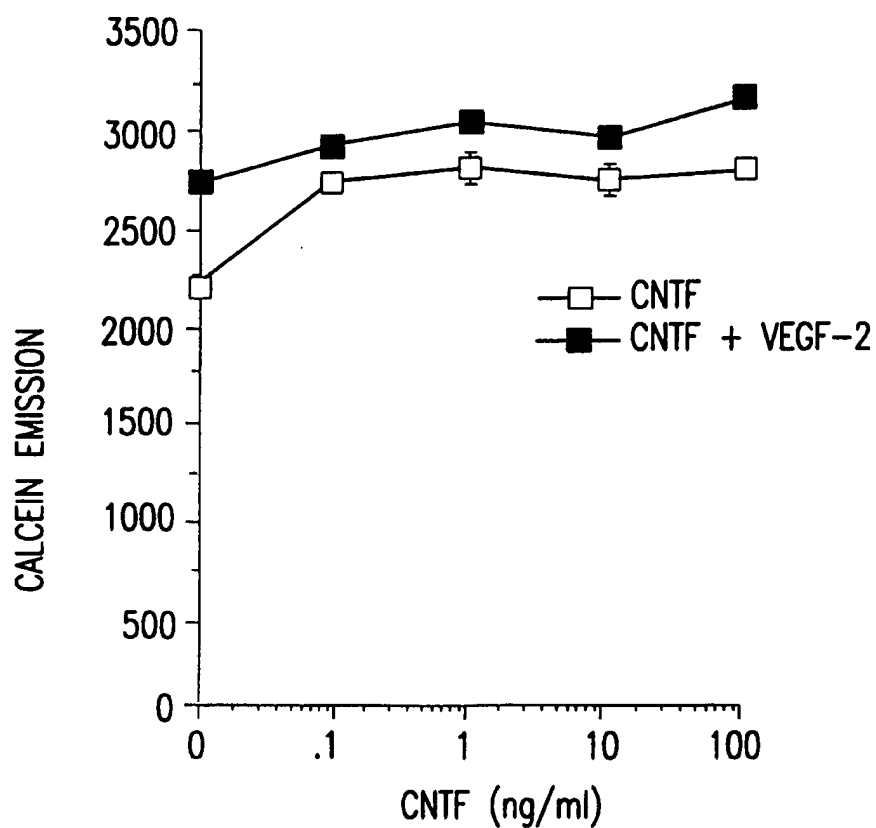 3500
3000
2500
2000
1500
1000
500
0
CALCEIN EMISSION
CNTF
CNTF + VEGF-2
0 .1 1 10 100
CNTF (ng/ml)